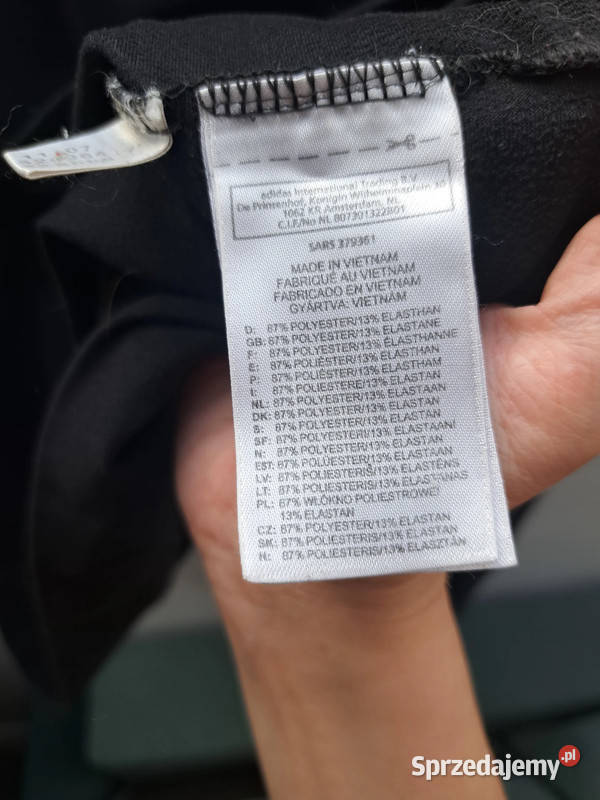 adidas International Trading B.V.
De Prinsenhof, Koningin Wilhelminaplein 30
1062 KR Amsterdam, NL
C.I.F./No NL 807301322B01
SARS 379361
MADE IN VIETNAM
FABRIQUÉ AU VIETNAM
FABRICADO EN VIETNAM
GYÁRTVA: VIETNÁM
D: 87% POLYESTER/13% ELASTHAN
GB: 87% POLYESTER/13% ELASTANE
F: 87% POLYESTER/13% ÉLASTHANNE
E: 87% POLIÉSTER/13% ELASTHAN
P: 87% POLIÉSTER/13% ELASTHAM
I: 87% POLIESTERE/13% ELASTAN
NL: 87% POLYESTER/13% ELASTAAN
DK: 87% POLYESTER/13% ELASTAN
S: 87% POLYESTER/13% ELASTAN
SF: 87% POLYESTERI/13% ELASTAANI
N: 87% POLYESTER/13% ELASTAN
EST: 87% POLÜESTER/13% ELASTAAN
LV: 87% POLIESTERIS/13% ELASTĒNS
LT: 87% POLIESTERIS/13% ELASTANAS
PL: 87% WŁÓKNO POLIESTROWE/
13% ELASTAN
CZ: 87% POLYESTER/13% ELASTAN
SK: 87% POLYESTER/13% ELASTAN
H: 87% POLIÉSZTER/13% ELASZTÁN
Sprzedajemy.pl